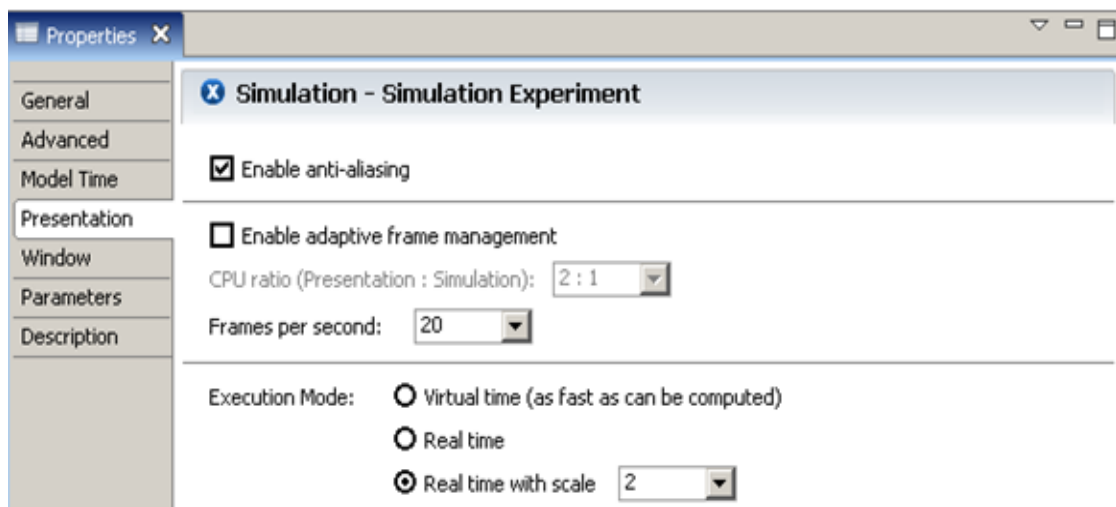 Properties
General
Advanced
Model Time
Presentation
Window
Parameters
Description
Simulation - Simulation Experiment
Enable anti-aliasing
Enable adaptive frame management
CPU ratio (Presentation : Simulation): 2 : 1
Frames per second: 20
Execution Mode: Virtual time (as fast as can be computed)
Real time
Real time with scale 2